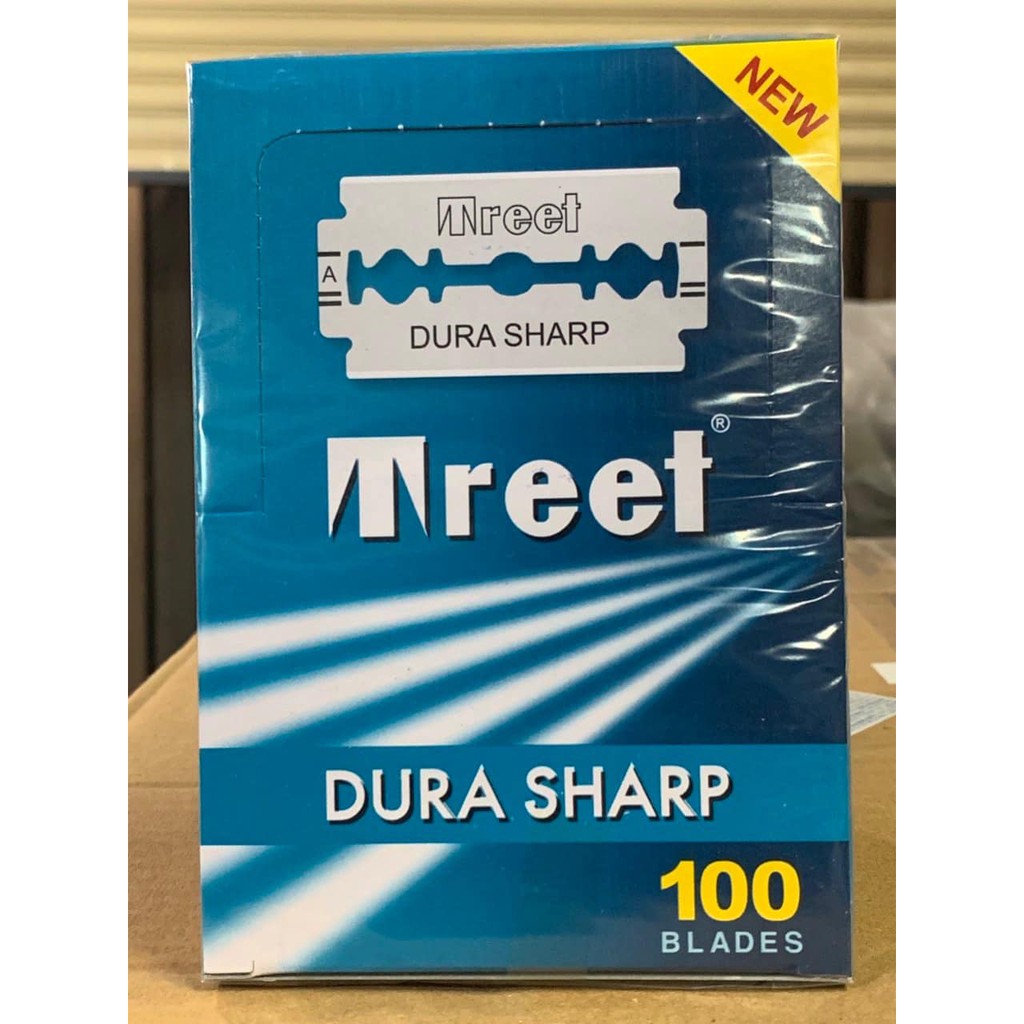 NEW
Treet
A
DURA SHARP
Treet®
DURA SHARP
100
BLADES